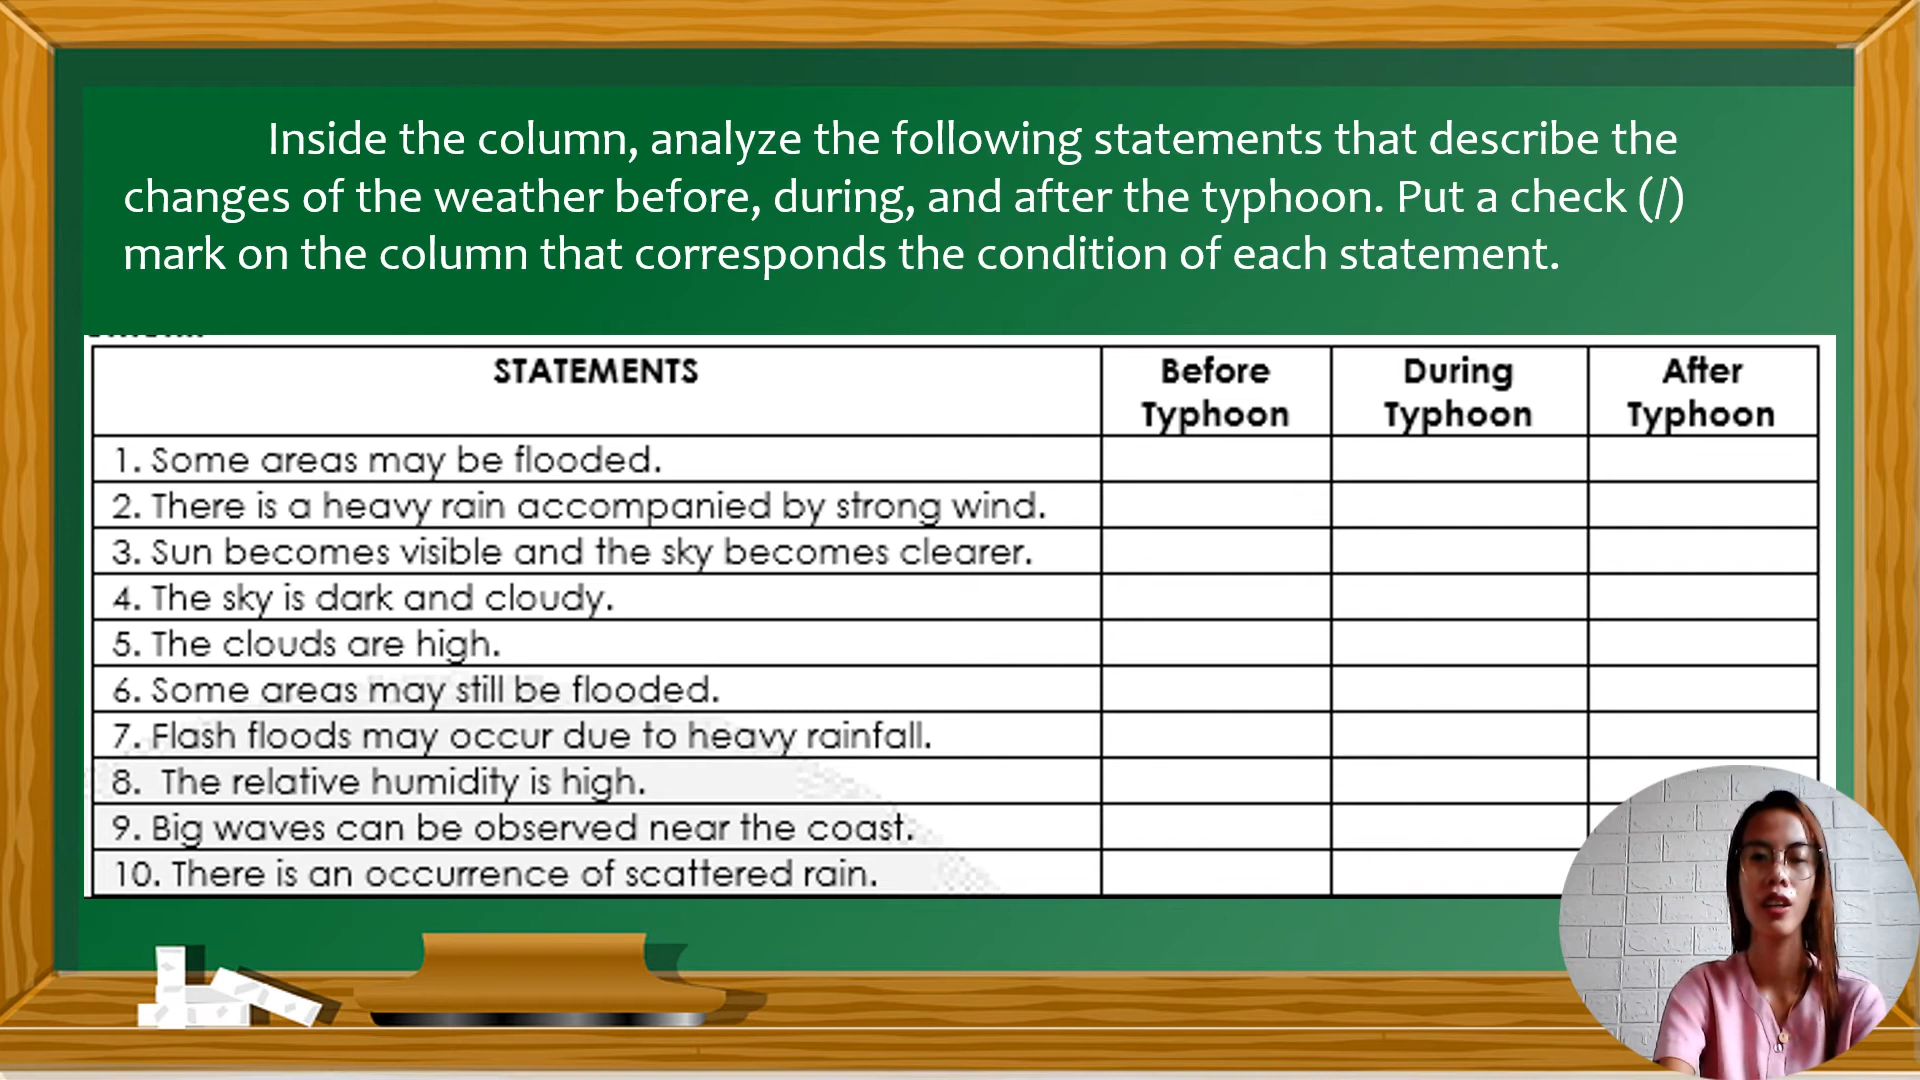 Inside the column, analyze the following statements that describe the
changes of the weather before, during, and after the typhoon. Put a check (/)
mark on the column that corresponds the condition of each statement.
STATEMENTS Before Typhoon During Typhoon After Typhoon
1. Some areas may be flooded.
2. There is a heavy rain accompanied by strong wind.
3. Sun becomes visible and the sky becomes clearer.
4. The sky is dark and cloudy.
5. The clouds are high.
6. Some areas may still be flooded.
7. Flash floods may occur due to heavy rainfall.
8. The relative humidity is high.
9. Big waves can be observed near the coast.
10. There is an occurrence of scattered rain.